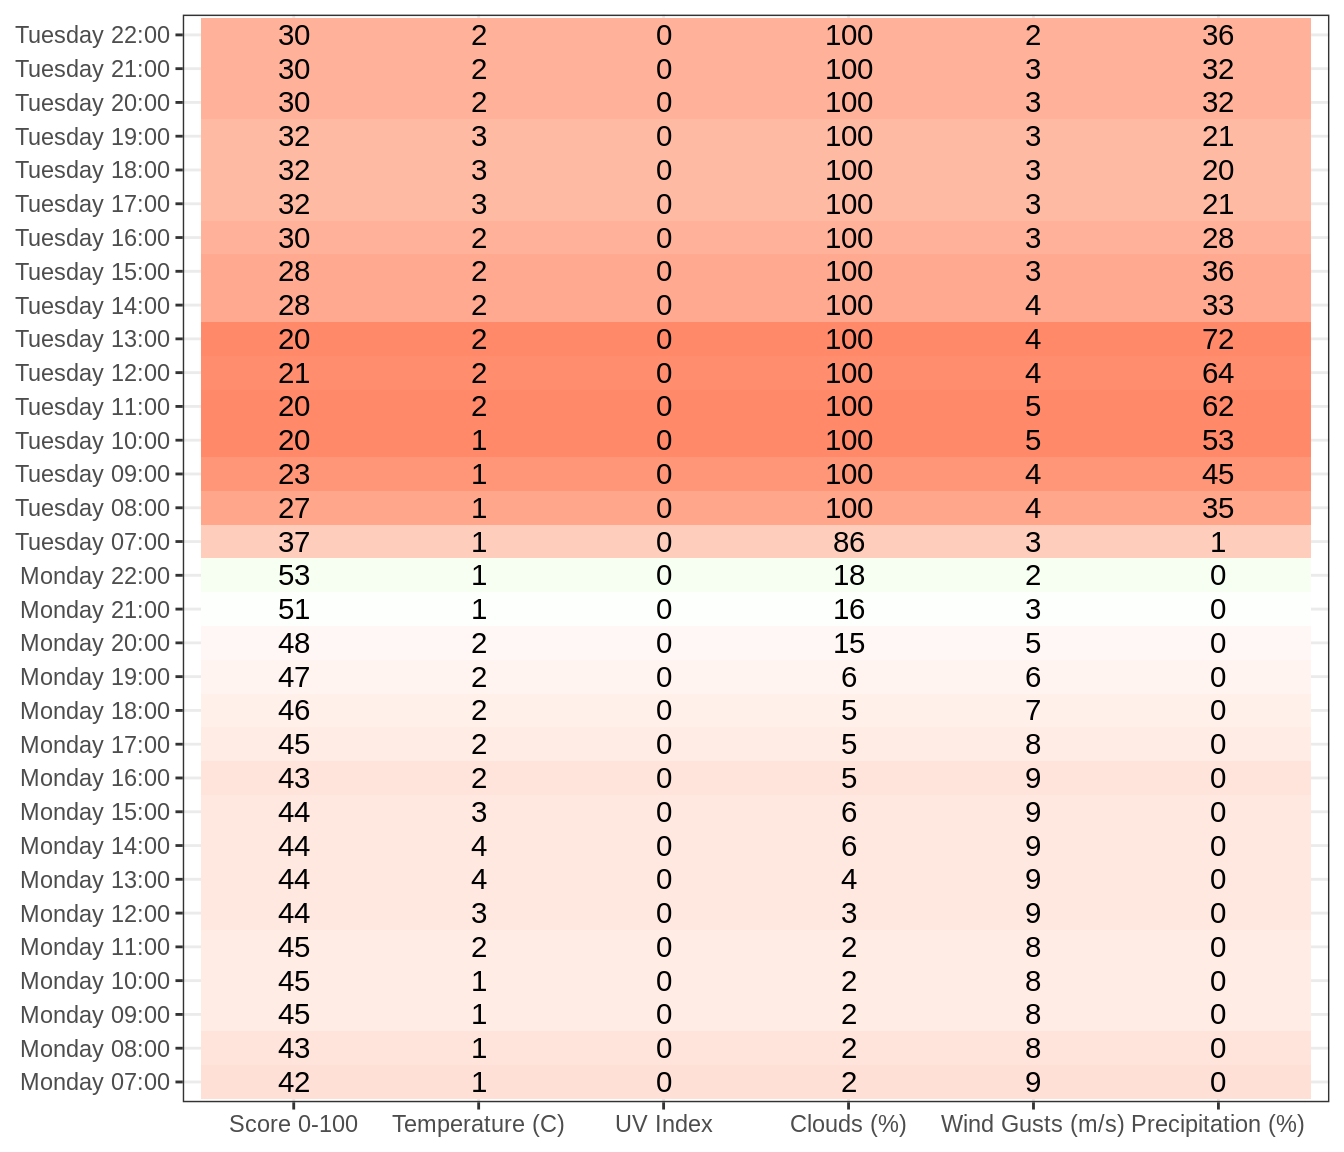 Tuesday 22:00 30 2 0 100 2 36
Tuesday 21:00 30 2 0 100 3 32
Tuesday 20:00 30 2 0 100 3 32
Tuesday 19:00 32 3 0 100 3 21
Tuesday 18:00 32 3 0 100 3 20
Tuesday 17:00 32 3 0 100 3 21
Tuesday 16:00 30 2 0 100 3 28
Tuesday 15:00 28 2 0 100 3 36
Tuesday 14:00 28 2 0 100 4 33
Tuesday 13:00 20 2 0 100 4 72
Tuesday 12:00 21 2 0 100 4 64
Tuesday 11:00 20 2 0 100 5 62
Tuesday 10:00 20 1 0 100 5 53
Tuesday 09:00 23 1 0 100 4 45
Tuesday 08:00 27 1 0 100 4 35
Tuesday 07:00 37 1 0 86 3 1
Monday 22:00 53 1 0 18 2 0
Monday 21:00 51 1 0 16 3 0
Monday 20:00 48 2 0 15 5 0
Monday 19:00 47 2 0 6 6 0
Monday 18:00 46 2 0 5 7 0
Monday 17:00 45 2 0 5 8 0
Monday 16:00 43 2 0 5 9 0
Monday 15:00 44 3 0 6 9 0
Monday 14:00 44 4 0 6 9 0
Monday 13:00 44 4 0 4 9 0
Monday 12:00 44 3 0 3 9 0
Monday 11:00 45 2 0 2 8 0
Monday 10:00 45 1 0 2 8 0
Monday 09:00 45 1 0 2 8 0
Monday 08:00 43 1 0 2 8 0
Monday 07:00 42 1 0 2 9 0
Score 0-100 Temperature (C) UV Index Clouds (%) Wind Gusts (m/s) Precipitation (%)